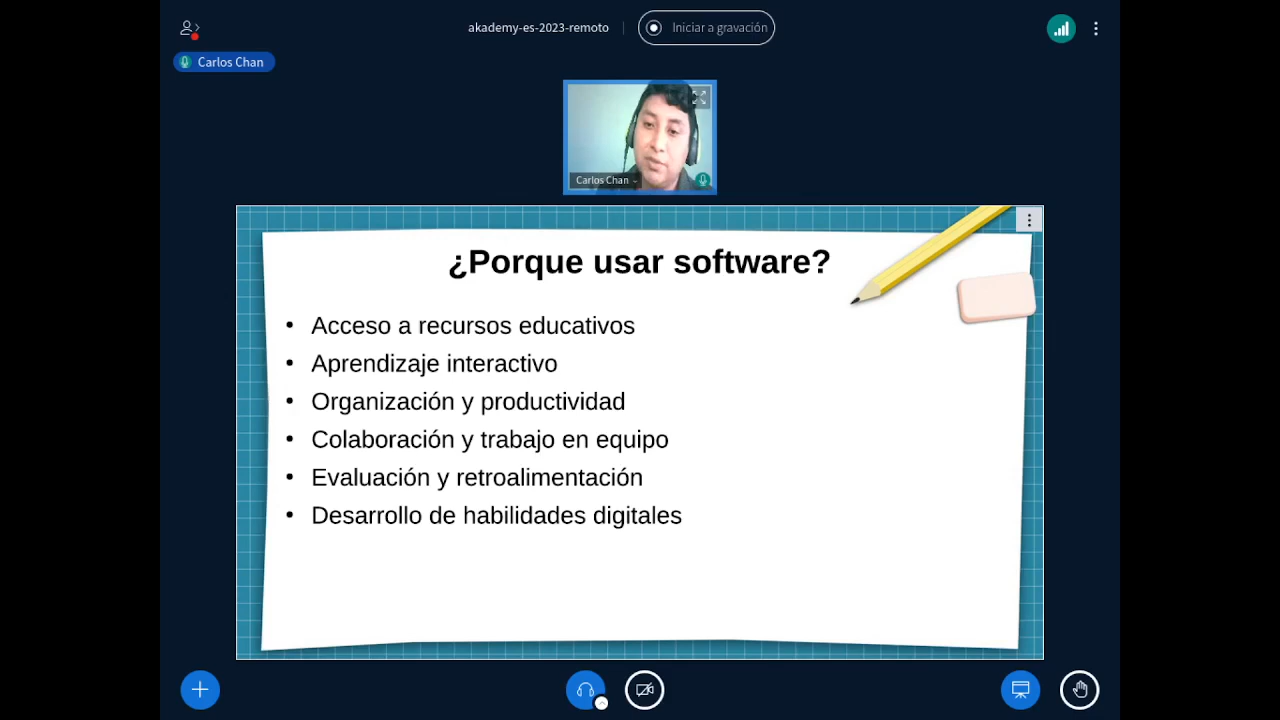 akademy-es-2023-remoto
Iniciar a gravación
Carlos Chan
Carlos Chan
¿Porque usar software?
• Acceso a recursos educativos
• Aprendizaje interactivo
• Organización y productividad
• Colaboración y trabajo en equipo
• Evaluación y retroalimentación
• Desarrollo de habilidades digitales